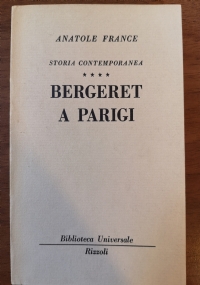 ANATOLE FRANCE
STORIA CONTEMPORANEA
★★★★
BERGERET
A PARIGI
Biblioteca Universale
Rizzoli